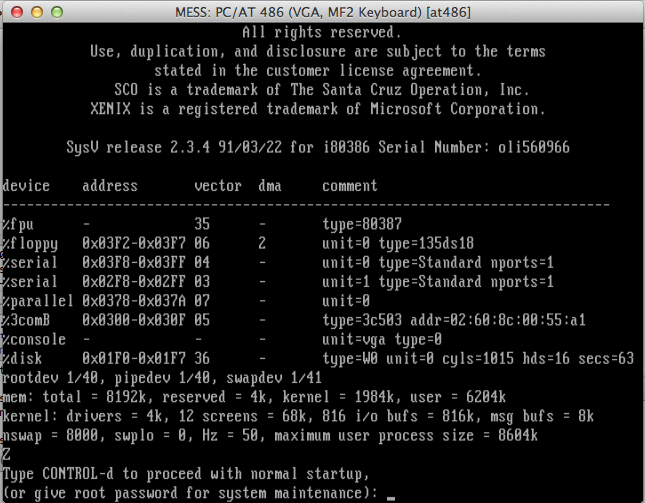 MESS: PC/AT 486 (VGA, MF2 Keyboard) [at486]
All rights reserved.
Use, duplication, and disclosure are subject to the terms
stated in the customer license agreement.
SCO is a trademark of The Santa Cruz Operation, Inc.
XENIX is a registered trademark of Microsoft Corporation.
SysV release 2.3.4 91/03/22 for i80386 Serial Number: oli560966
device address vector dma comment
--------------------------------------------------------------------------------
%fpu - 35 - type=80387
%floppy 0x03F2-0x03F7 06 2 unit=0 type=135ds18
%serial 0x03F8-0x03FF 04 - unit=0 type=Standard nports=1
%serial 0x02F8-0x02FF 03 - unit=1 type=Standard nports=1
%parallel 0x0378-0x037A 07 - unit=0
%3comB 0x0300-0x030F 05 - type=3c503 addr=02:60:8c:00:55:a1
%console - - - unit=vga type=0
%disk 0x01F0-0x01F7 36 - type=W0 unit=0 cyls=1015 hds=16 secs=63
rootdev 1/40, pipedev 1/40, swapdev 1/41
mem: total = 8192k, reserved = 4k, kernel = 1984k, user = 6204k
kernel: drivers = 4k, 12 screens = 68k, 816 i/o bufs = 816k, msg bufs = 8k
nswap = 8000, swplo = 0, Hz = 50, maximum user process size = 8604k
Z
Type CONTROL-d to proceed with normal startup,
(or give root password for system maintenance): _